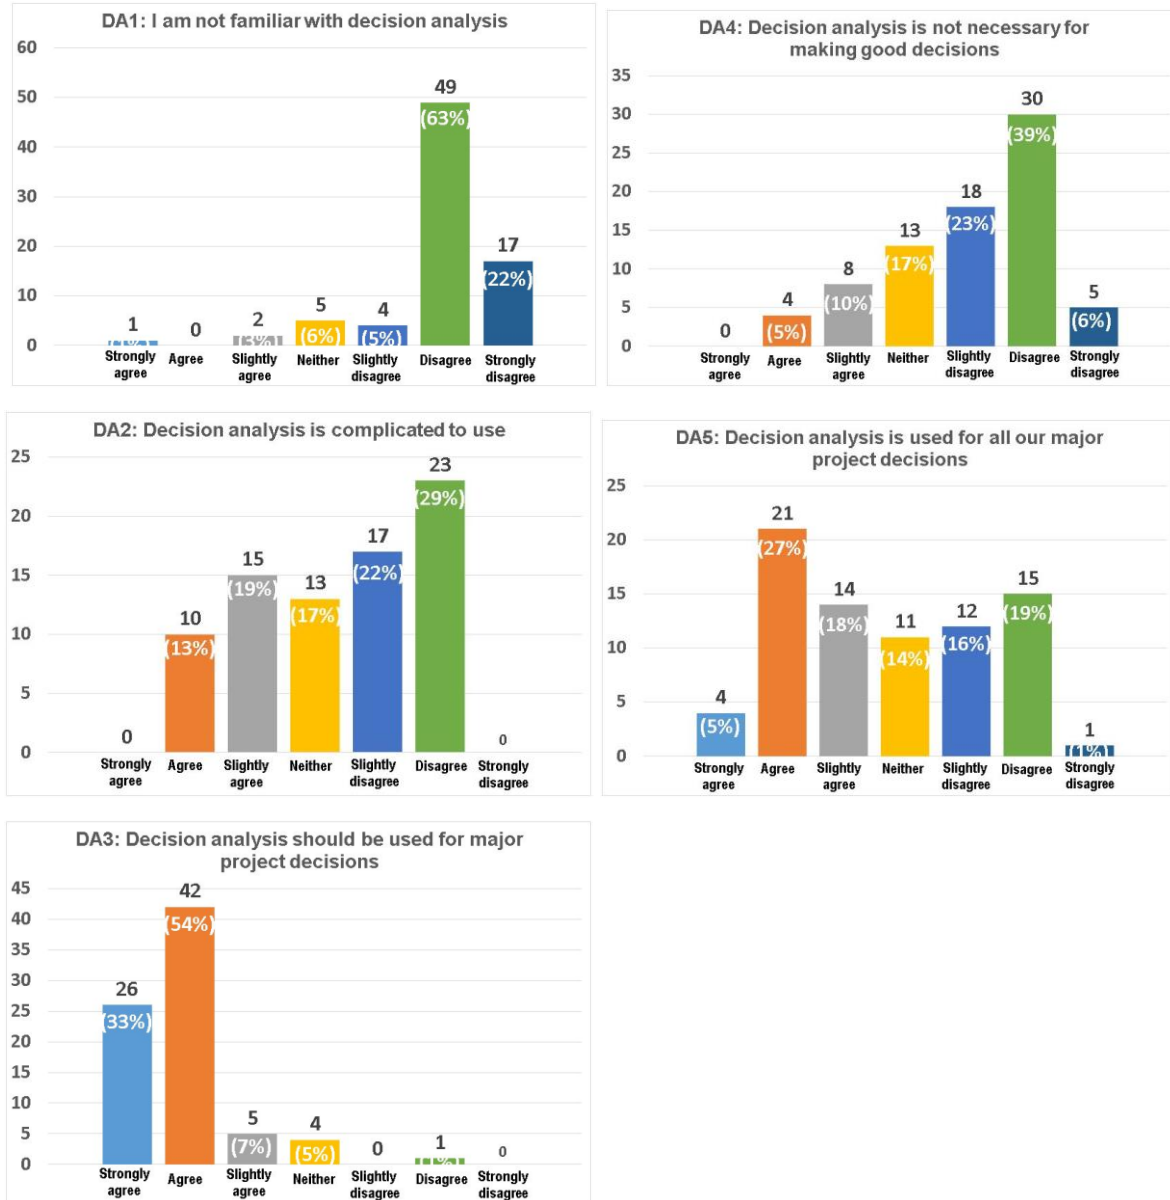 DA1: I am not familiar with decision analysis
60
50
40
30
20
10
0
1
(1%)
0
2
(3%)
5
(6%)
4
(5%)
49
(63%)
17
(22%)
Strongly agree
Agree
Slightly agree
Neither
Slightly disagree
Disagree
Strongly disagree
DA4: Decision analysis is not necessary for
making good decisions
35
30
25
20
15
10
5
0
0
4
(5%)
8
(10%)
13
(17%)
18
(23%)
30
(39%)
5
(6%)
Strongly agree
Agree
Slightly agree
Neither
Slightly disagree
Disagree
Strongly disagree
DA2: Decision analysis is complicated to use
25
20
15
10
5
0
0
10
(13%)
15
(19%)
13
(17%)
17
(22%)
23
(29%)
0
Strongly agree
Agree
Slightly agree
Neither
Slightly disagree
Disagree
Strongly disagree
DA5: Decision analysis is used for all our major
project decisions
25
20
15
10
5
0
4
(5%)
21
(27%)
14
(18%)
11
(14%)
12
(16%)
15
(19%)
1
(1%)
Strongly agree
Agree
Slightly agree
Neither
Slightly disagree
Disagree
Strongly disagree
DA3: Decision analysis should be used for major
project decisions
45
40
35
30
25
20
15
10
5
0
26
(33%)
42
(54%)
5
(7%)
4
(5%)
0
1
(1%)
0
Strongly agree
Agree
Slightly agree
Neither
Slightly disagree
Disagree
Strongly disagree